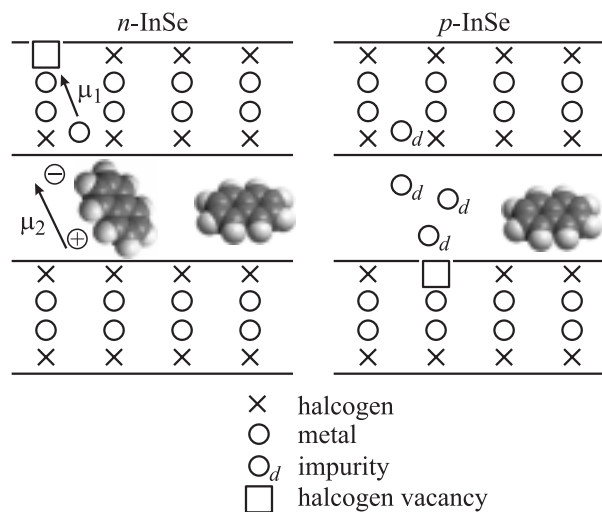 n-InSe
p-InSe
μ1
d
μ2
d
d
d
halcogen
metal
d impurity
halcogen vacancy